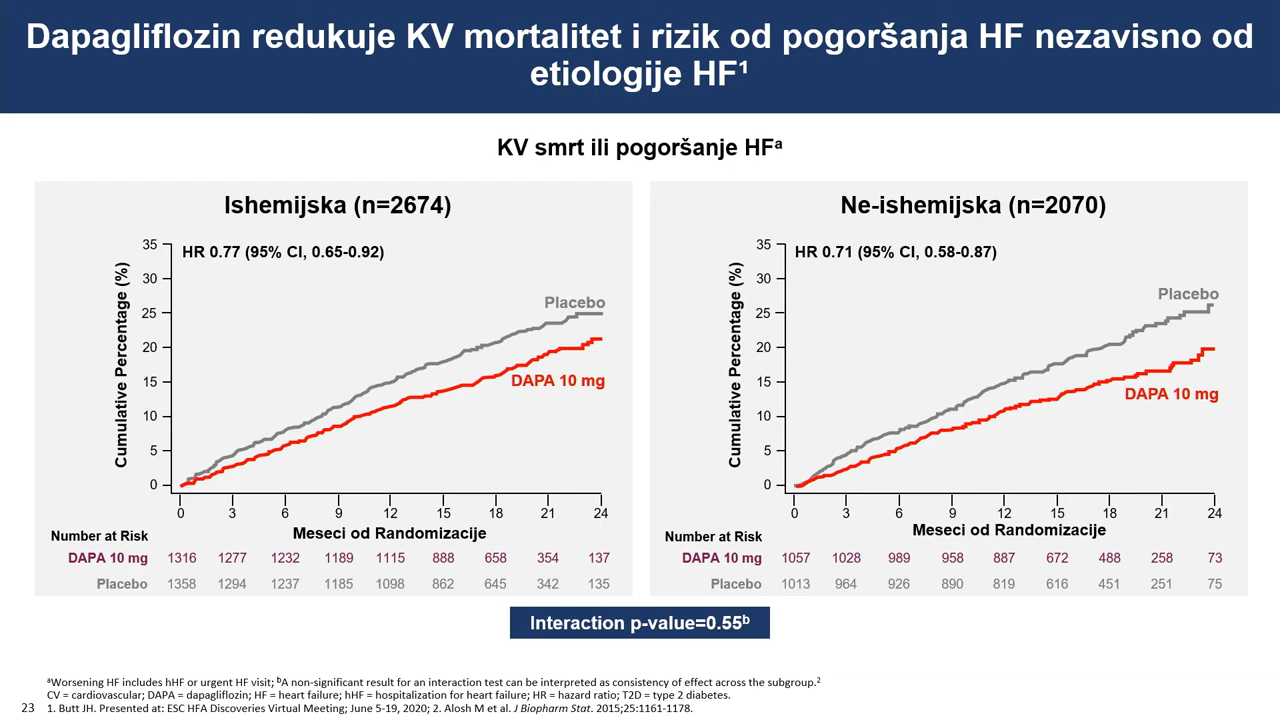 Dapagliflozin redukuje KV mortalitet i rizik od pogoršanja HF nezavisno od
etiologije HF¹
KV smrt ili pogoršanje HFᵃ
Ishemijska (n=2674)
HR 0.77 (95% CI, 0.65-0.92)
Cumulative Percentage (%)
35
30
25
20
15
10
5
0
Placebo
DAPA 10 mg
0 3 6 9 12 15 18 21 24
Meseci od Randomizacije
Number at Risk
DAPA 10 mg 1316 1277 1232 1189 1115 888 658 354 137
Placebo 1358 1294 1237 1185 1098 862 645 342 135
Ne-ishemijska (n=2070)
HR 0.71 (95% CI, 0.58-0.87)
Cumulative Percentage (%)
35
30
25
20
15
10
5
0
Placebo
DAPA 10 mg
0 3 6 9 12 15 18 21 24
Meseci od Randomizacije
Number at Risk
DAPA 10 mg 1057 1028 989 958 887 672 488 258 73
Placebo 1013 964 926 890 819 616 451 251 75
Interaction p-value=0.55ᵇ
ᵃWorsening HF includes hHF or urgent HF visit; ᵇA non-significant result for an interaction test can be interpreted as consistency of effect across the subgroup.²
CV = cardiovascular; DAPA = dapagliflozin; HF = heart failure; hHF = hospitalization for heart failure; HR = hazard ratio; T2D = type 2 diabetes.
23 1. Butt JH. Presented at: ESC HFA Discoveries Virtual Meeting; June 5-19, 2020; 2. Alosh M et al. J Biopharm Stat. 2015;25:1161-1178.